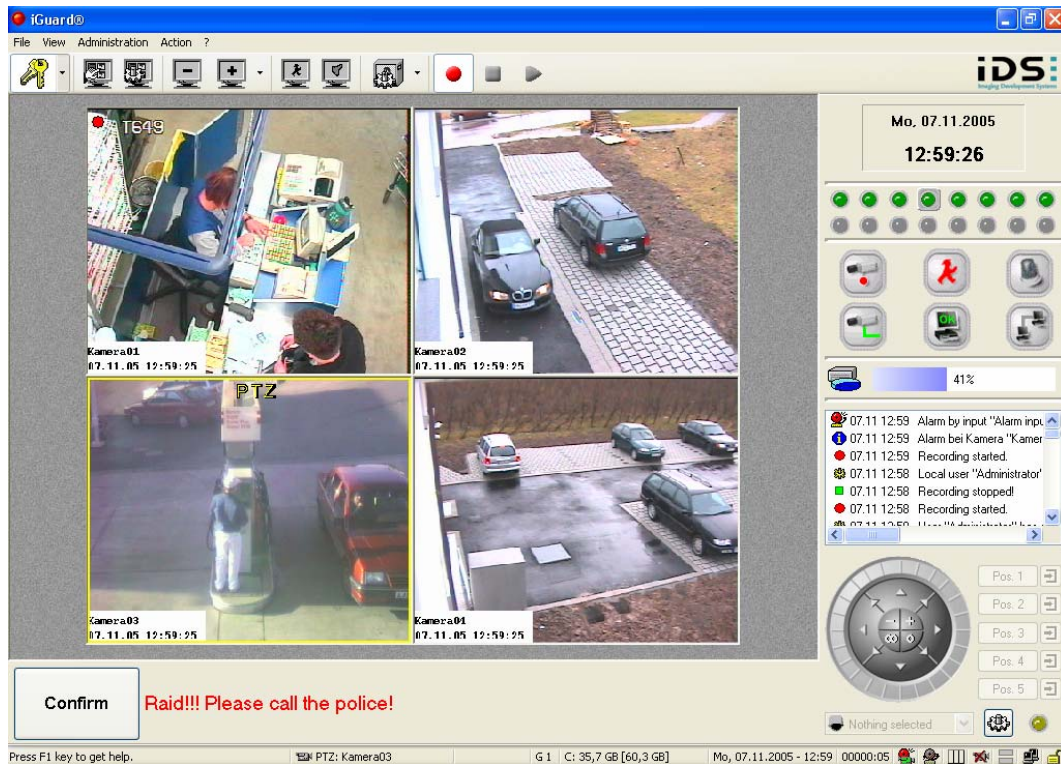 iGuard®
File View Administration Action ?
iDS
Imaging Development Systems
Mo, 07.11.2005
12:59:26
T649
Kamera01
07.11.05 12:59:25
Kamera02
07.11.05 12:59:25
PTZ
Kamera03
07.11.05 12:59:25
Kamera04
07.11.05 12:59:25
OK
41%
07.11 12:59 Alarm by input "Alarm inpu
07.11 12:59 Alarm bei Kamera "Kamer
07.11 12:59 Recording started.
07.11 12:58 Local user "Administrator"
07.11 12:58 Recording stopped!
07.11 12:58 Recording started.
Pos. 1
Pos. 2
Pos. 3
Pos. 4
Pos. 5
Nothing selected
Confirm
Raid!!! Please call the police!
Press F1 key to get help.
PTZ: Kamera03
G 1
C: 35,7 GB [60,3 GB]
Mo, 07.11.2005 - 12:59
00000:05